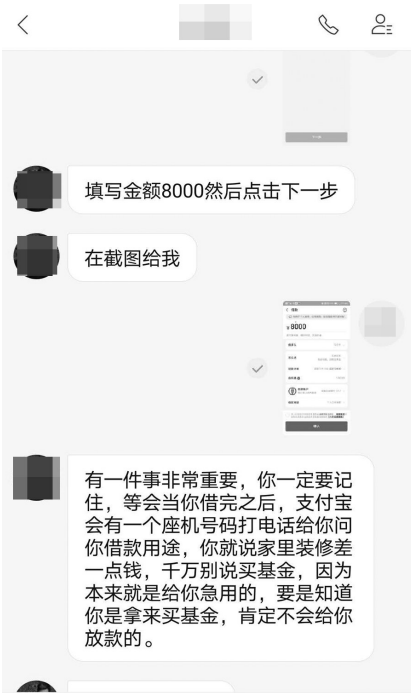 8000
填写金额8000然后点击下一步
在截图给我
¥8000
有一件事非常重要，你一定要记
住，等会当你借完之后，支付宝
会有一个座机号码打电话给你问
你借款用途，你就说家里装修差
一点钱，千万别说买基金，因为
本来就是给你急用的，要是知道
你是拿来买基金，肯定不会给你
放款的。